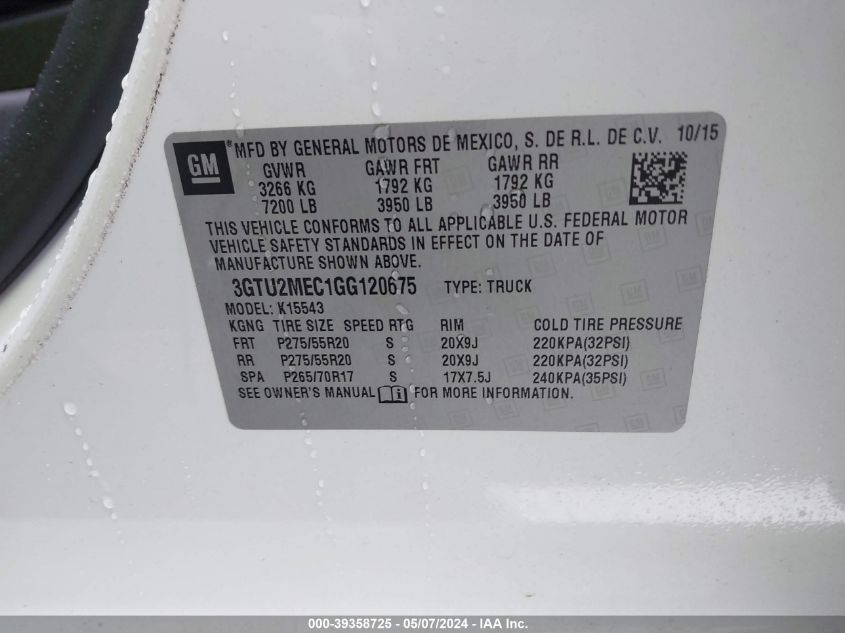 GM ® MFD BY GENERAL MOTORS DE MEXICO, S. DE R.L. DE C.V. 10/15
GVWR GAWR FRT GAWR RR
3266 KG 1792 KG 1792 KG
7200 LB 3950 LB 3950 LB
THIS VEHICLE CONFORMS TO ALL APPLICABLE U.S. FEDERAL MOTOR
VEHICLE SAFETY STANDARDS IN EFFECT ON THE DATE OF
MANUFACTURE SHOWN ABOVE.
3GTU2MEC1GG120675 TYPE: TRUCK
MODEL: K15543
KGNG TIRE SIZE SPEED RTG RIM COLD TIRE PRESSURE
FRT P275/55R20 S 20X9J 220KPA(32PSI)
RR P275/55R20 S 20X9J 220KPA(32PSI)
SPA P265/70R17 S 17X7.5J 240KPA(35PSI)
SEE OWNER'S MANUAL FOR MORE INFORMATION.
000-39358725 - 05/07/2024 - IAA Inc.